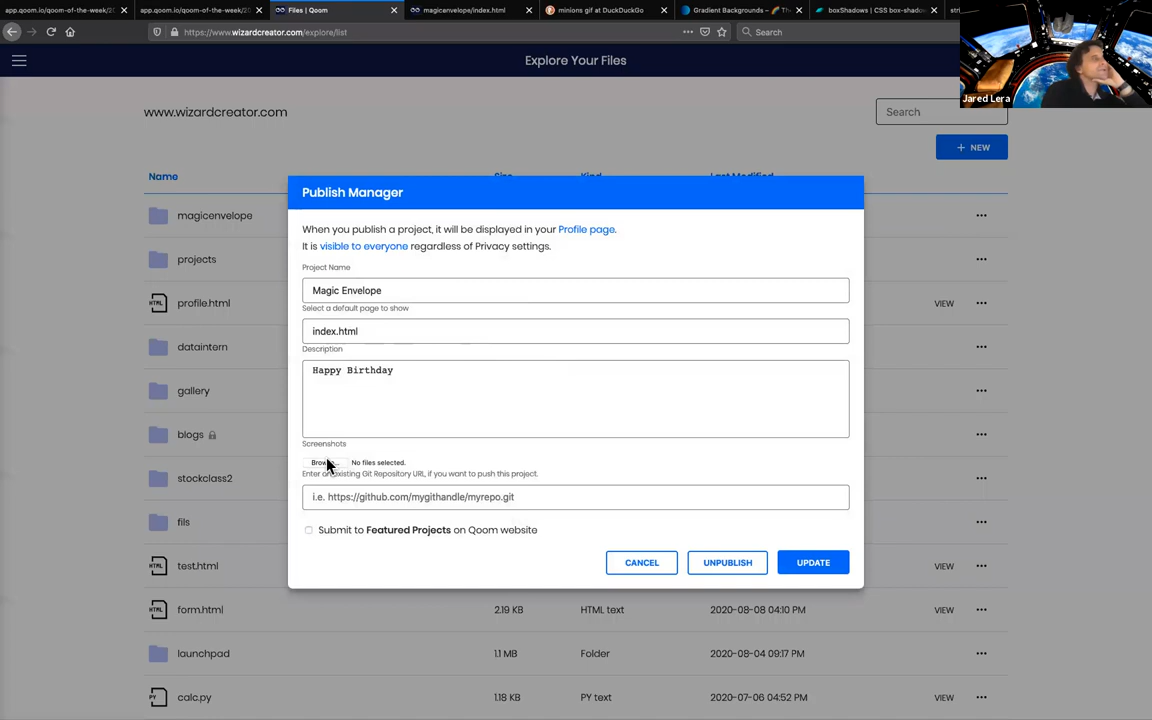 app.qoom.io/qoom-of-the-week/2
app.qoom.io/qoom-of-the-week/20
Files | Qoom
magicenvelope/index.html
minions gif at DuckDuckGo
Gradient Backgrounds –
boxShadows | CSS box-shadow
https://www.wizardcreator.com/explore/list
Search
Explore Your Files
Jared Lera
www.wizardcreator.com
Search
+ NEW
Name
Size
Kind
Last Modified
magicenvelope
projects
profile.html
VIEW
dataintern
gallery
blogs
stockclass2
fils
test.html
VIEW
form.html
2.19 KB
HTML text
2020-08-08 04:10 PM
VIEW
launchpad
1.1 MB
Folder
2020-08-04 09:17 PM
calc.py
1.18 KB
PY text
2020-07-06 04:52 PM
VIEW
Publish Manager
When you publish a project, it will be displayed in your Profile page.
It is visible to everyone regardless of Privacy settings.
Project Name
Magic Envelope
Select a default page to show
index.html
Description
Happy Birthday
Screenshots
No files selected.
Enter an existing Git Repository URL, if you want to push this project.
i.e. https://github.com/mygithandle/myrepo.git
Submit to Featured Projects on Qoom website
CANCEL
UNPUBLISH
UPDATE